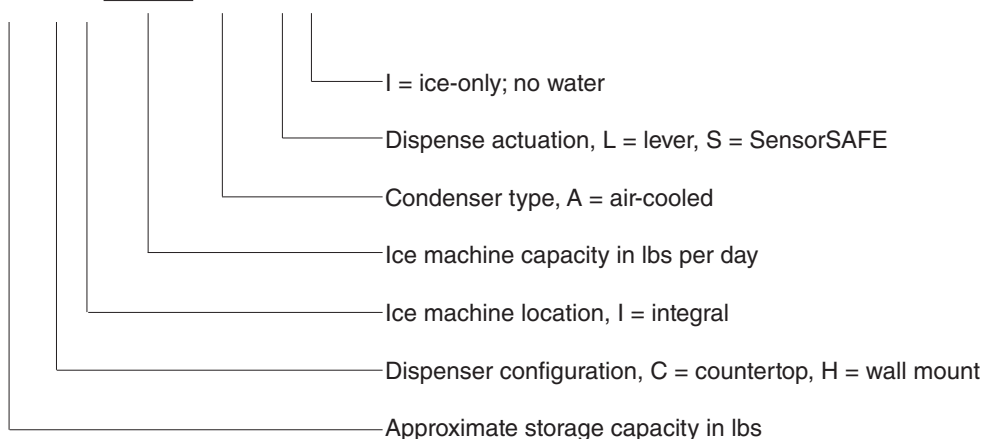 I = ice-only; no water
Dispense actuation, L = lever, S = SensorSAFE
Condenser type, A = air-cooled
Ice machine capacity in lbs per day
Ice machine location, I = integral
Dispenser configuration, C = countertop, H = wall mount
Approximate storage capacity in lbs